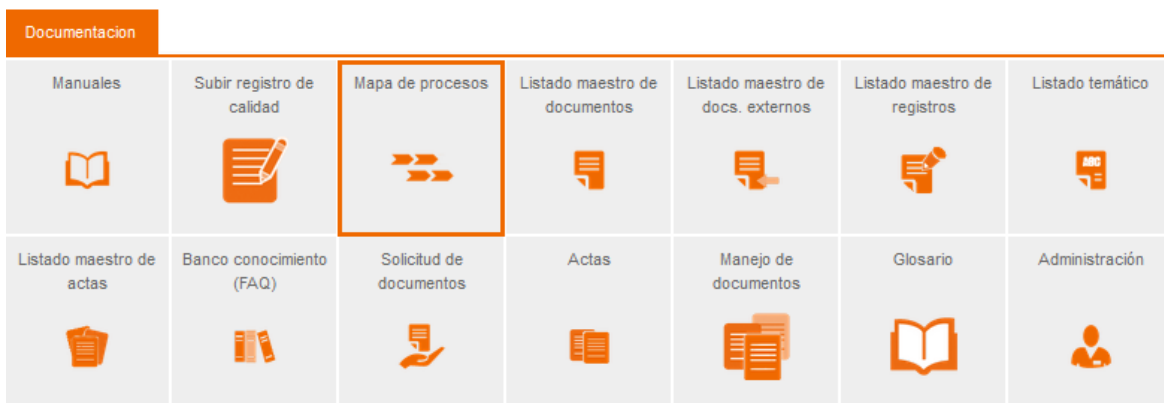 Documentacion
Manuales
Subir registro de
calidad
Mapa de procesos
Listado maestro de
documentos
Listado maestro de
docs. externos
Listado maestro de
registros
Listado temático
ABC
Listado maestro de
actas
Banco conocimiento
(FAQ)
Solicitud de
documentos
Actas
Manejo de
documentos
Glosario
Administración